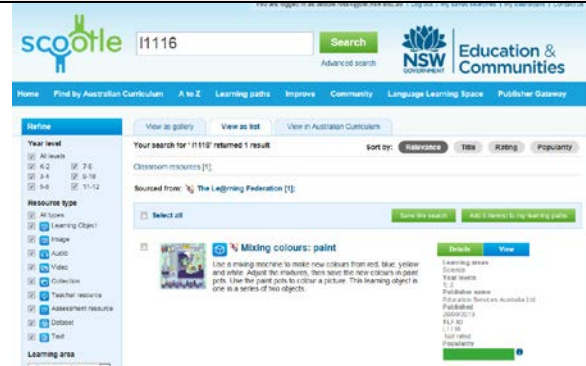 scootle
l1116
Search
Advanced search
NSW
GOVERNMENT
Education &
Communities
Home Find by Australian Curriculum A to Z Learning paths Improve Community Language Learning Space Publisher Gateway
Refine
Year level
All levels
K-2 7-8
3-4 9-10
5-6 11-12
Resource type
All types
Learning Object
Image
Audio
Video
Collection
Teacher resource
Assessment resource
Dataset
Text
Learning area
View as gallery View as list View in Australian Curriculum
Your search for 'l1116' returned 1 result
Sort by: Relevance Title Rating Popularity
Classroom resources [1];
Sourced from: The Le@rning Federation [1];
Select all
Save this search Add 0 item(s) to my learning paths
Mixing colours: paint
Use a mixing machine to make new colours from red, blue, yellow
and white. Adjust the mixtures, then save the new colours in paint
pots. Use the paint pots to colour a picture. This learning object is
one in a series of two objects.
Details View
Learning areas
Science
Year levels
1; 2
Publisher name
Education Services Australia Ltd
Published
TLF ID
L1116
Not rated
Popularity